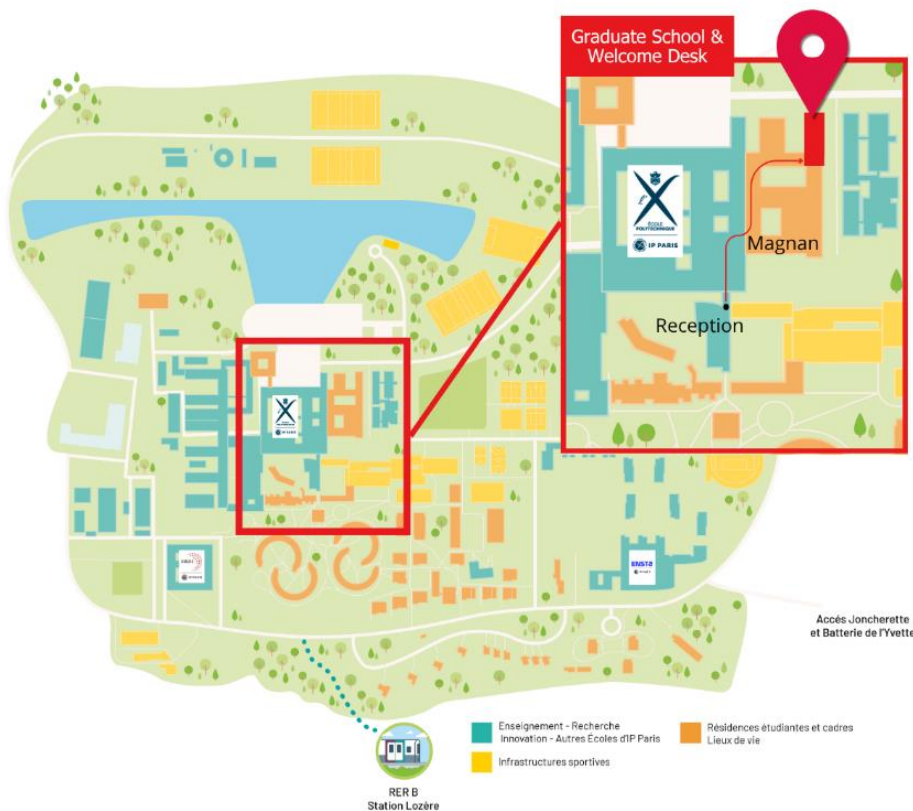 Graduate School &
Welcome Desk
ÉCOLE
POLYTECHNIQUE
IP PARIS
Magnan
Reception
ENSTA
Accès Joncherette
et Batterie de l'Yvette
Enseignement - Recherche
Innovation - Autres Écoles d'IP Paris
Infrastructures sportives
Résidences étudiantes et cadres
Lieux de vie
RER B
Station Lozère